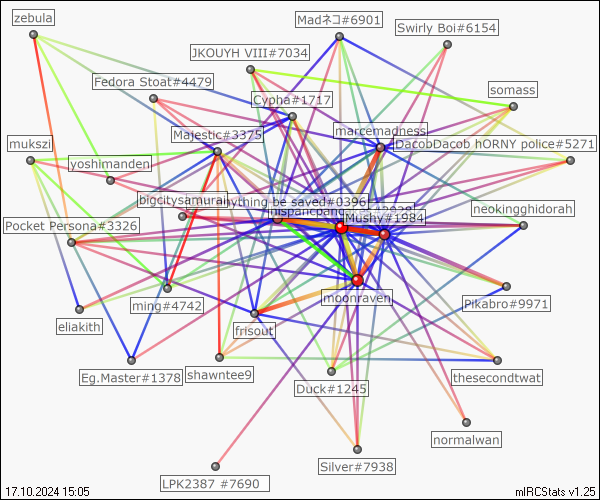 zebula
Madネコ#6901
Swirly Boi#6154
JKOUYH VIII#7034
Fedora Stoat#4479
somass
Cypha#1717
Majestic#3375
marcemadness
DacobDacob hORNY police#5271
mukszi
yoshimanden
bigcitysamurai
anything be saved#0396
Mushy#1984
neokingghidorah
Pocket Persona#3326
moonraven
Pikabro#9971
ming#4742
eliakith
frisout
Eg.Master#1378
shawntee9
Duck#1245
thesecondtwat
normalwan
Silver#7938
LPK2387 #7690
17.10.2024 15:05
mIRCStats v1.25